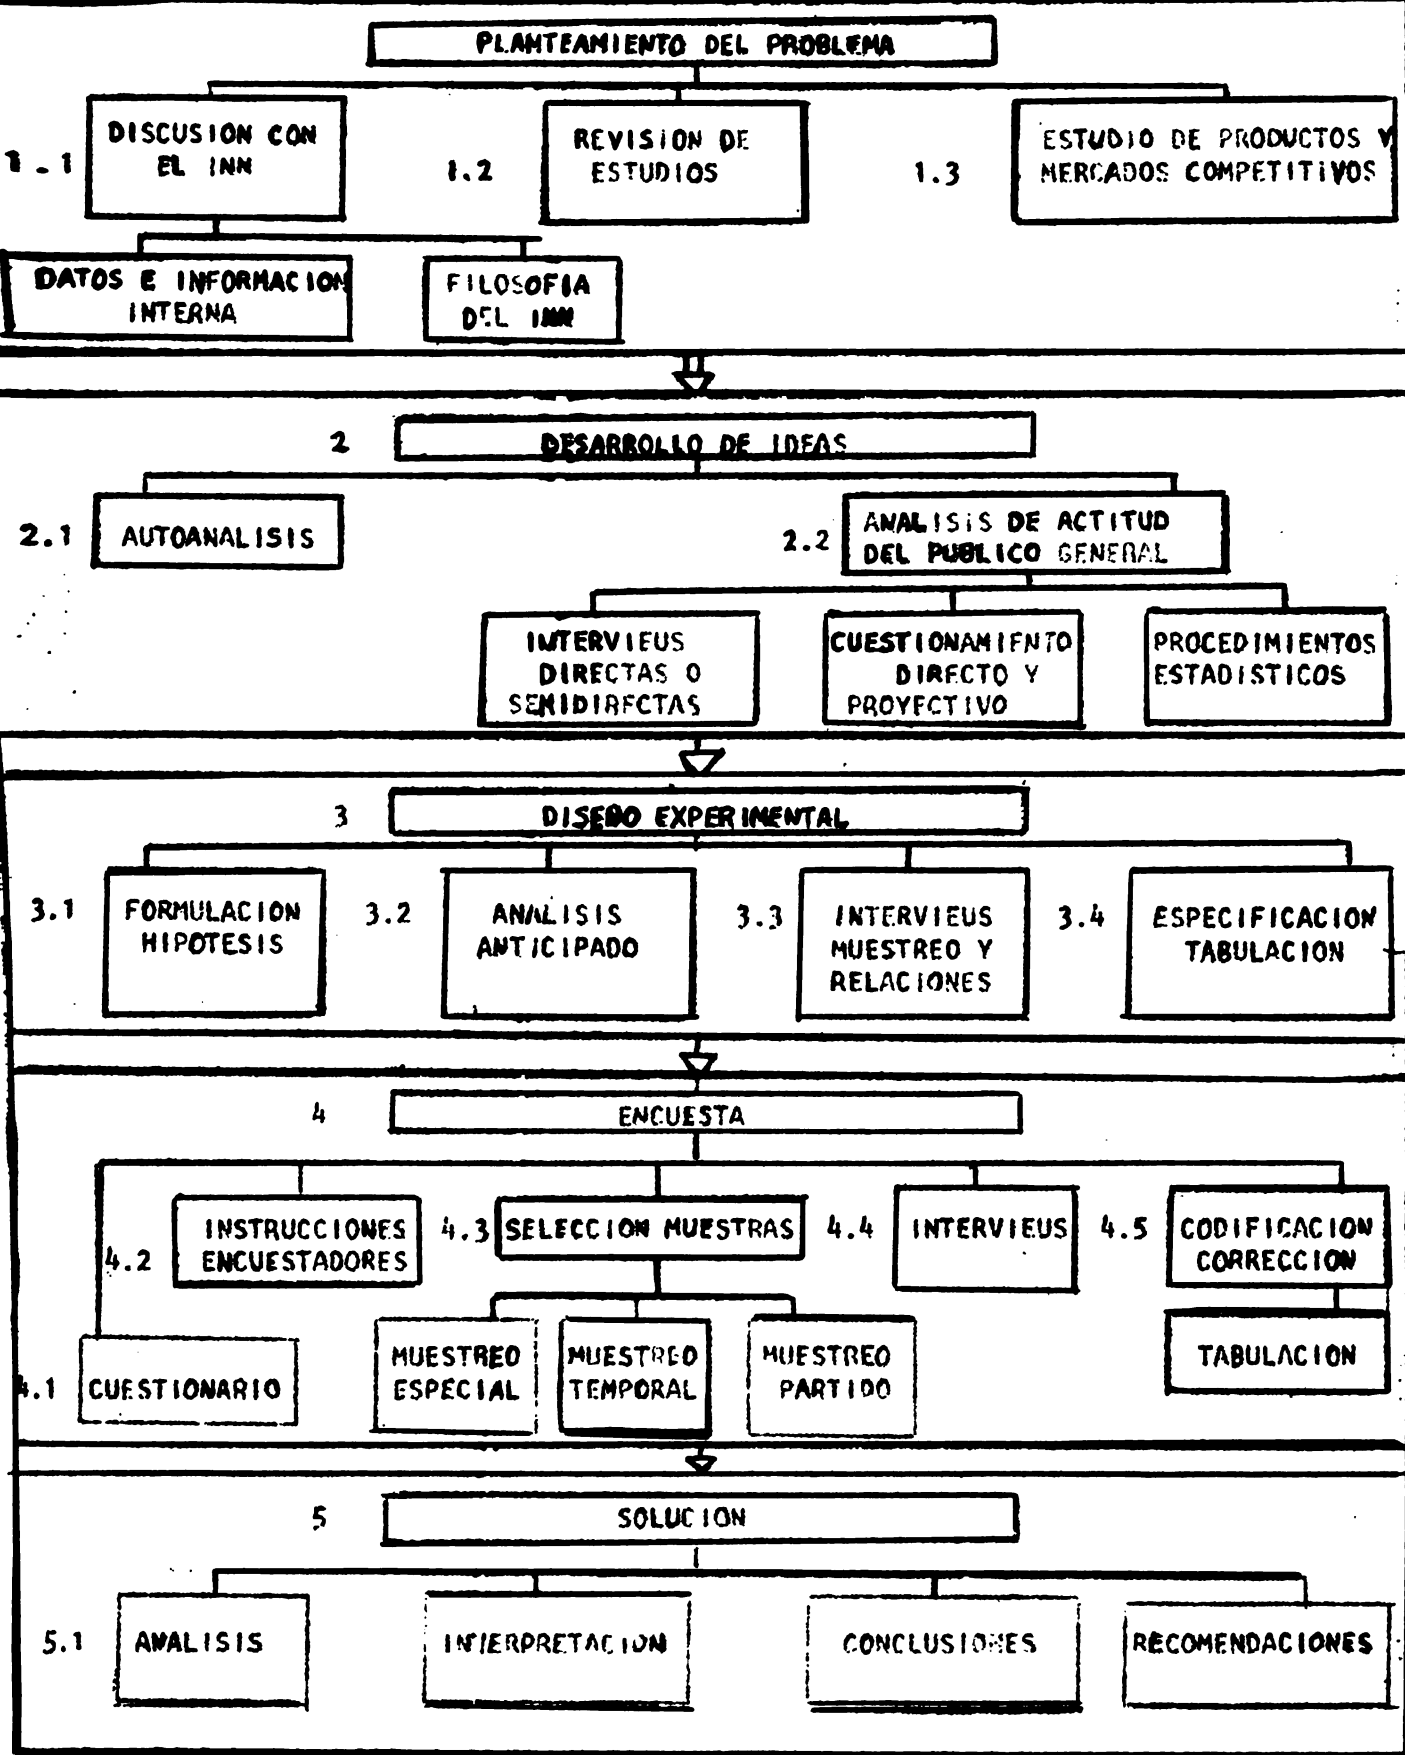 PLANTEAMIENTO DEL PROBLEMA
1.1
DISCUSION CON
EL INN
1.2
REVISION DE
ESTUDIOS
1.3
ESTUDIO DE PRODUCTOS Y
MERCADOS COMPETITIVOS
DATOS E INFORMACION
INTERNA
FILOSOFIA
DEL INN
2
DESARROLLO DE IDEAS
2.1
AUTOANALISIS
2.2
ANALISIS DE ACTITUD
DEL PUBLICO GENERAL
INTERVIEUS
DIRECTAS O
SEMIDIRECTAS
CUESTIONAMIENTO
DIRECTO Y
PROYECTIVO
PROCEDIMIENTOS
ESTADISTICOS
3
DISEÑO EXPERIMENTAL
3.1
FORMULACION
HIPOTESIS
3.2
ANALISIS
ANTICIPADO
3.3
INTERVIEUS
MUESTREO Y
RELACIONES
3.4
ESPECIFICACION
TABULACION
4
ENCUESTA
4.2
INSTRUCCIONES
ENCUESTADORES
4.3
SELECCION MUESTRAS
4.4
INTERVIEUS
4.5
CODIFICACION
CORRECCION
4.1
CUESTIONARIO
MUESTREO
ESPECIAL
MUESTREO
TEMPORAL
MUESTREO
PARTIDO
TABULACION
5
SOLUCION
5.1
ANALISIS
INTERPRETACION
CONCLUSIONES
RECOMENDACIONES